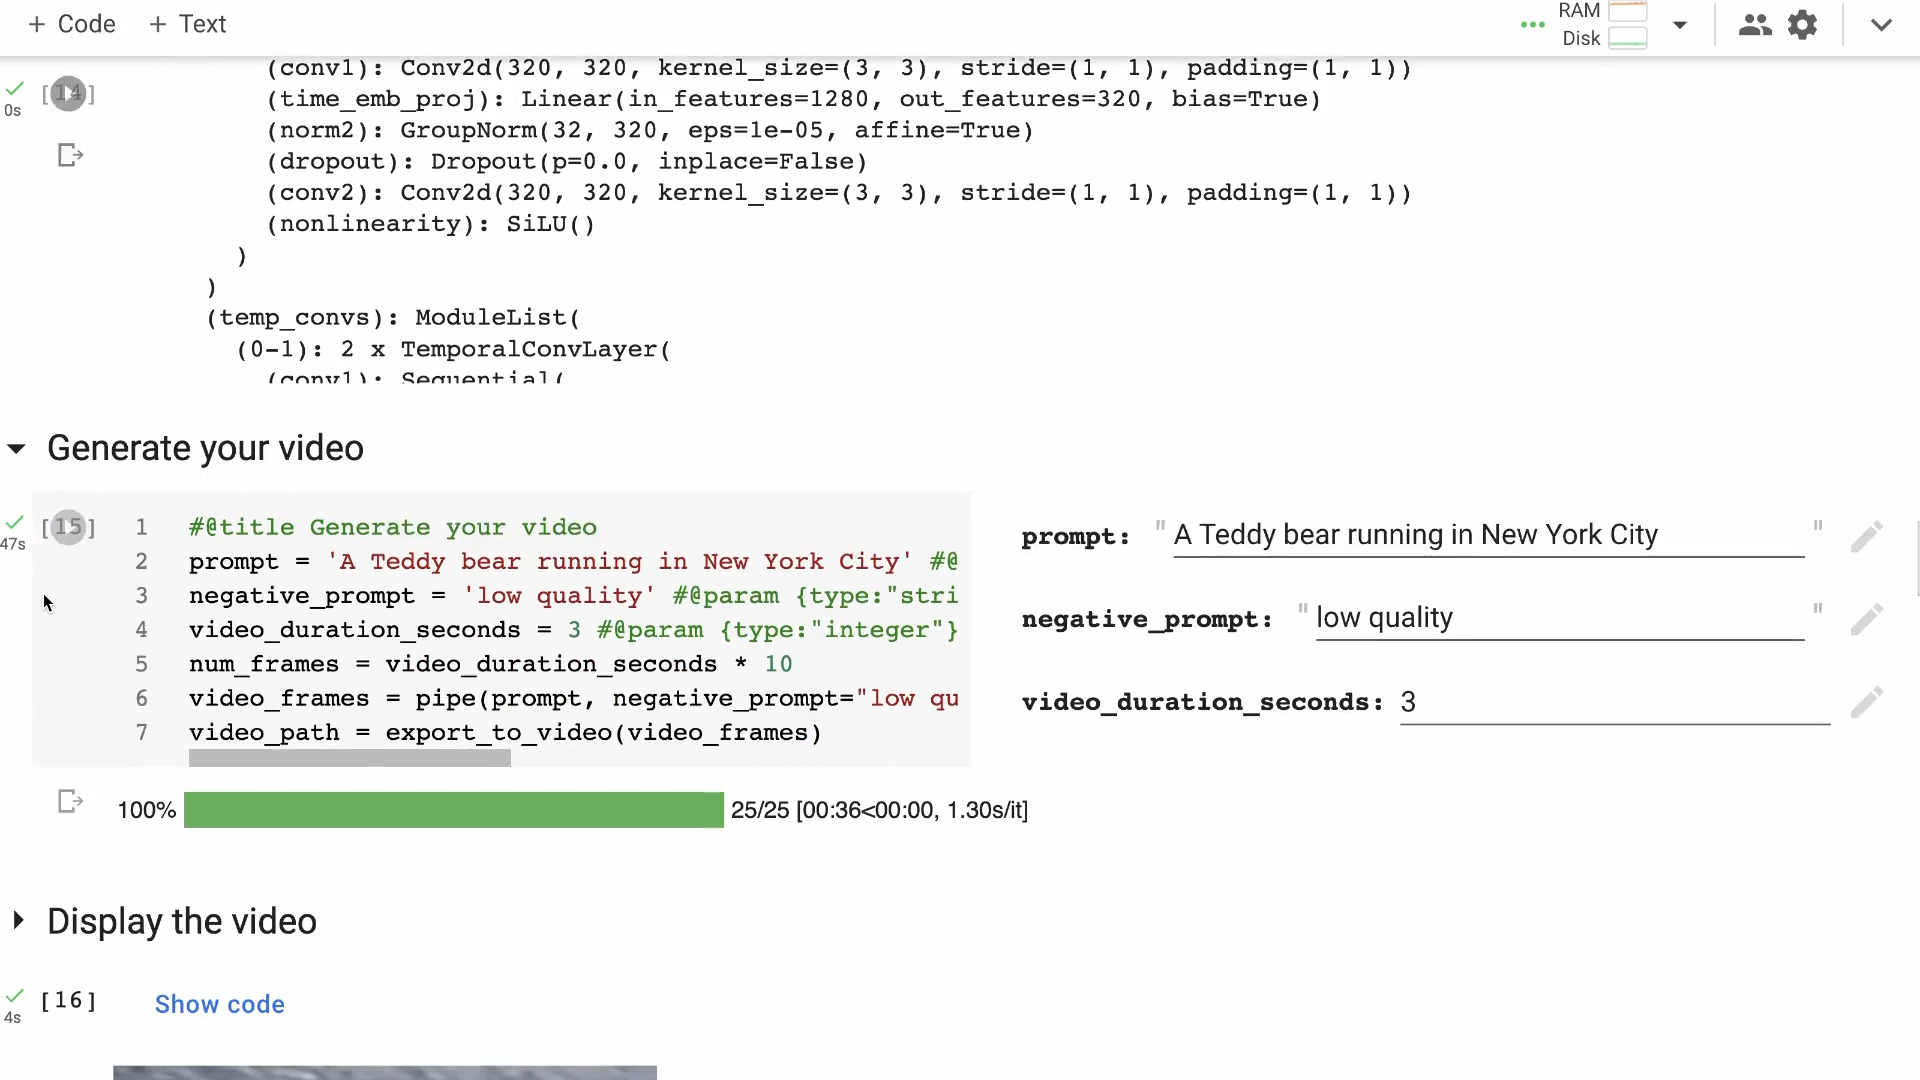 + Code + Text
RAM
Disk
(conv1): Conv2d(320, 320, kernel_size=(3, 3), stride=(1, 1), padding=(1, 1))
0s [14] (time_emb_proj): Linear(in_features=1280, out_features=320, bias=True)
(norm2): GroupNorm(32, 320, eps=1e-05, affine=True)
(dropout): Dropout(p=0.0, inplace=False)
(conv2): Conv2d(320, 320, kernel_size=(3, 3), stride=(1, 1), padding=(1, 1))
(nonlinearity): SiLU()
)
)
(temp_convs): ModuleList(
(0-1): 2 x TemporalConvLayer(
(conv1): Sequential(
Generate your video
47s [15]
1 #@title Generate your video
2 prompt = 'A Teddy bear running in New York City' #@
3 negative_prompt = 'low quality' #@param {type:"stri
4 video_duration_seconds = 3 #@param {type:"integer"}
5 num_frames = video_duration_seconds * 10
6 video_frames = pipe(prompt, negative_prompt="low qu
7 video_path = export_to_video(video_frames)
prompt: "A Teddy bear running in New York City"
negative_prompt: "low quality"
video_duration_seconds: 3
100% 25/25 [00:36<00:00, 1.30s/it]
Display the video
4s [16] Show code